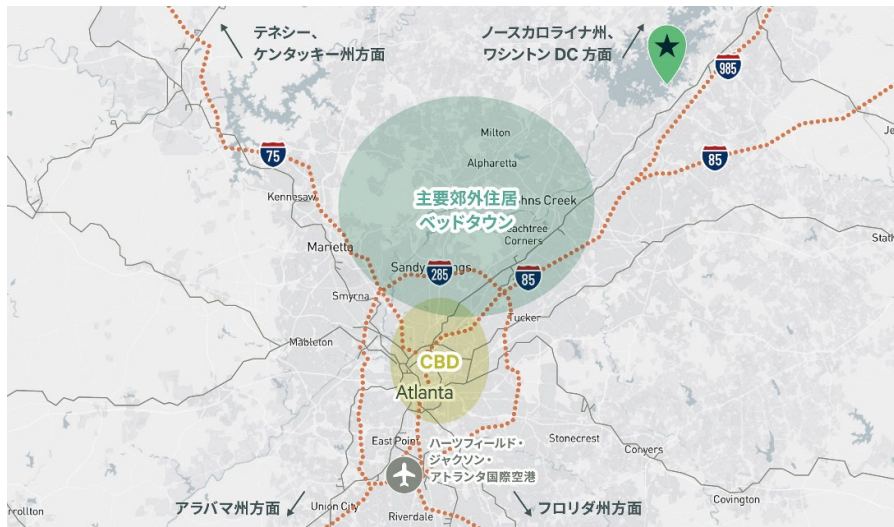 テネシー、
ケンタッキー州方面
ノースカロライナ州、
ワシントン DC 方面
985
75
85
Milton
Alpharetta
Kennesaw
主要郊外住居
ベッドタウン
Johns Creek
Peachtree
Corners
Marietta
Sandy Springs
285
85
Smyrna
Tucker
Mableton
CBD
Atlanta
East Point
ハーツフィールド・
ジャクソン・
アトランタ国際空港
Stonecrest
Conyers
アラバマ州方面
Union City
Riverdale
フロリダ州方面
Covington